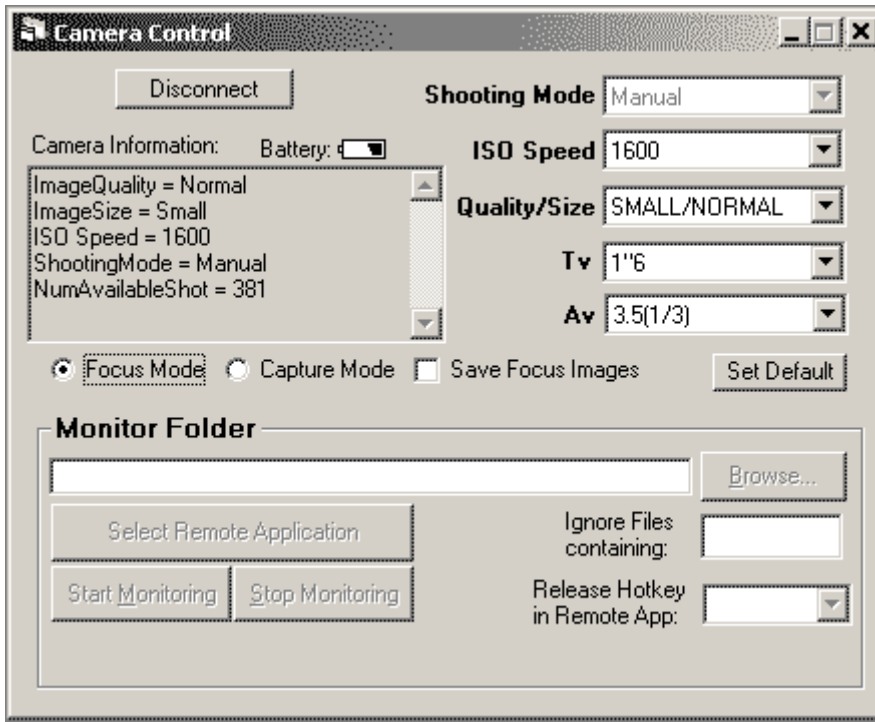 Camera Control
Disconnect
Shooting Mode Manual
Camera Information: Battery:
ISO Speed 1600
ImageQuality = Normal
ImageSize = Small
ISO Speed = 1600
ShootingMode = Manual
NumAvailableShot = 381
Quality/Size SMALL/NORMAL
Tv 1"6
Av 3.5(1/3)
Focus Mode Capture Mode Save Focus Images Set Default
Monitor Folder
Browse...
Select Remote Application
Ignore Files
containing:
Start Monitoring Stop Monitoring
Release Hotkey
in Remote App: